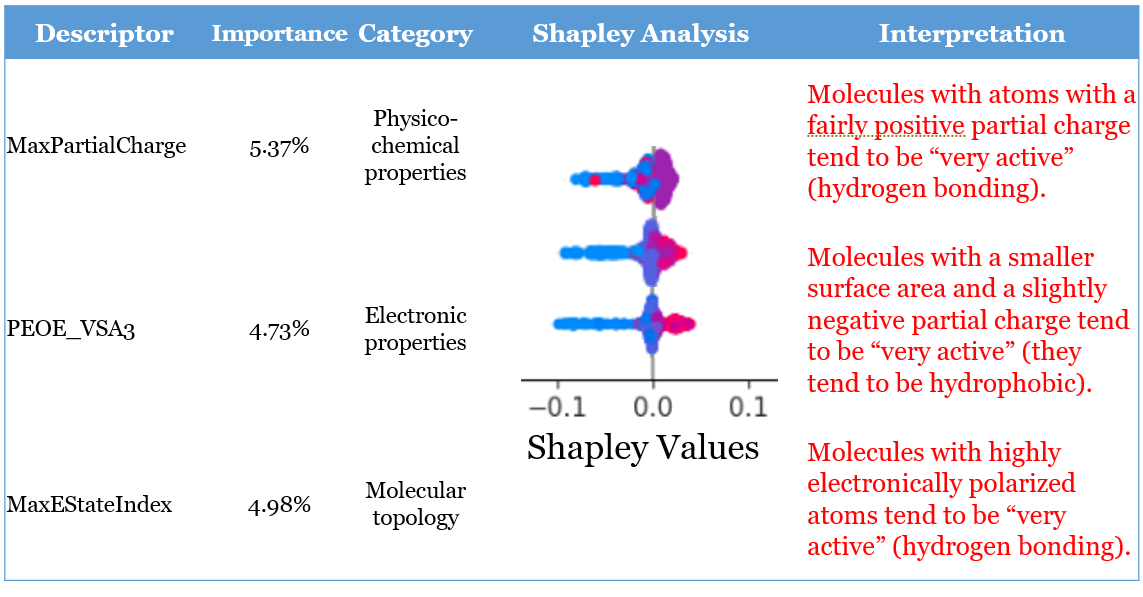 Descriptor Importance Category Shapley Analysis Interpretation
MaxPartialCharge
5.37%
Physico-
chemical
properties
Molecules with atoms with a
fairly positive partial charge
tend to be “very active”
(hydrogen bonding).
PEOE_VSA3
4.73%
Electronic
properties
Molecules with a smaller
surface area and a slightly
negative partial charge tend
to be “very active” (they
tend to be hydrophobic).
−0.1 0.0 0.1
Shapley Values
MaxEStateIndex
4.98%
Molecular
topology
Molecules with highly
electronically polarized
atoms tend to be “very
active” (hydrogen bonding).